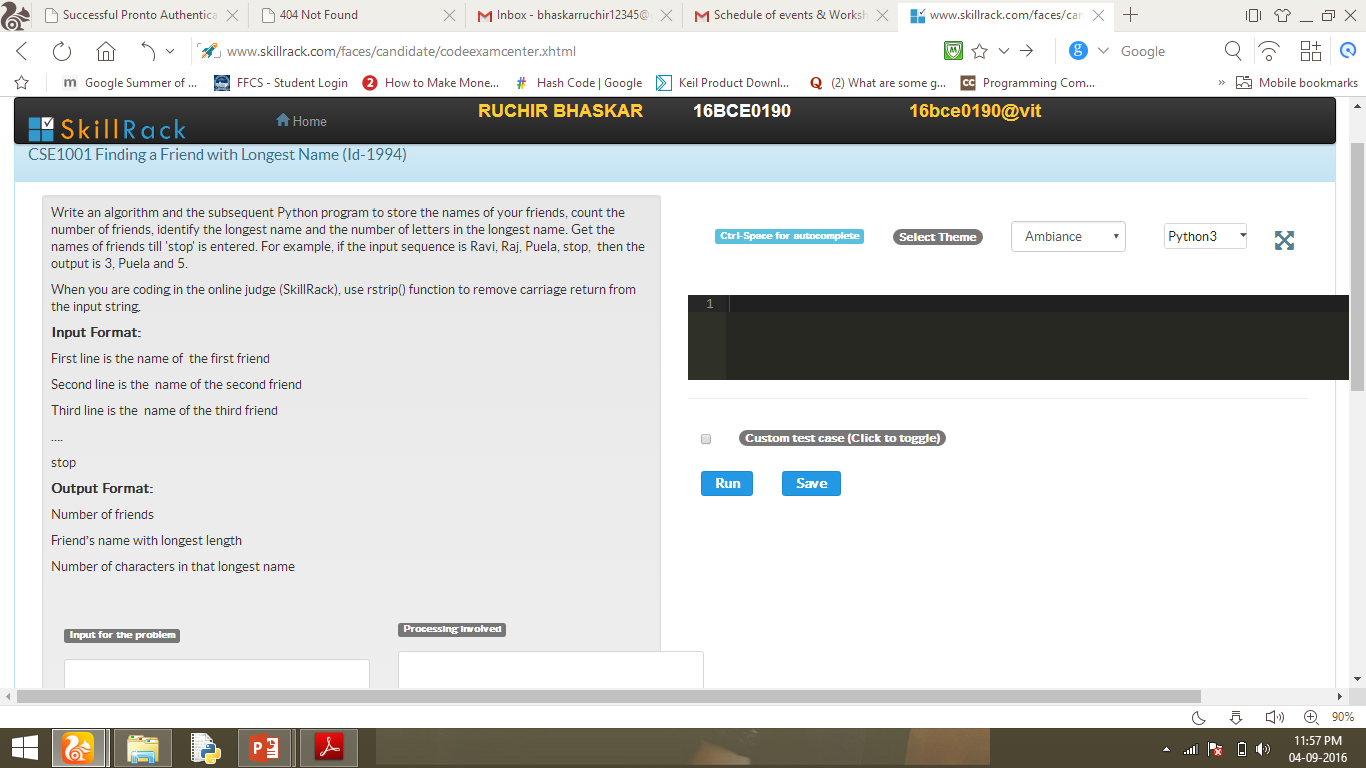 Successful Pronto Authentica
404 Not Found
Inbox - bhaskarruchir12345@
Schedule of events & Worksh
www.skillrack.com/faces/can
www.skillrack.com/faces/candidate/codeexamcenter.xhtml
Google
Google Summer of ...
FFCS - Student Login
How to Make Mone...
Hash Code | Google
Keil Product Downl...
(2) What are some g...
Programming Com...
»
Mobile bookmarks
RUCHIR BHASKAR
16BCE0190
16bce0190@vit
SkillRack
Home
CSE1001 Finding a Friend with Longest Name (Id-1994)
Write an algorithm and the subsequent Python program to store the names of your friends, count the
number of friends, identify the longest name and the number of letters in the longest name. Get the
names of friends till 'stop' is entered. For example, if the input sequence is Ravi, Raj, Puela, stop, then the
output is 3, Puela and 5.
When you are coding in the online judge (SkillRack), use rstrip() function to remove carriage return from
the input string.
Input Format:
First line is the name of the first friend
Second line is the name of the second friend
Third line is the name of the third friend
....
stop
Output Format:
Number of friends
Friend's name with longest length
Number of characters in that longest name
Input for the problem
Processing involved
Ctrl-Space for autocomplete
Select Theme
Ambiance
Python3
1
Custom test case (Click to toggle)
Run
Save
90%
11:57 PM
04-09-2016